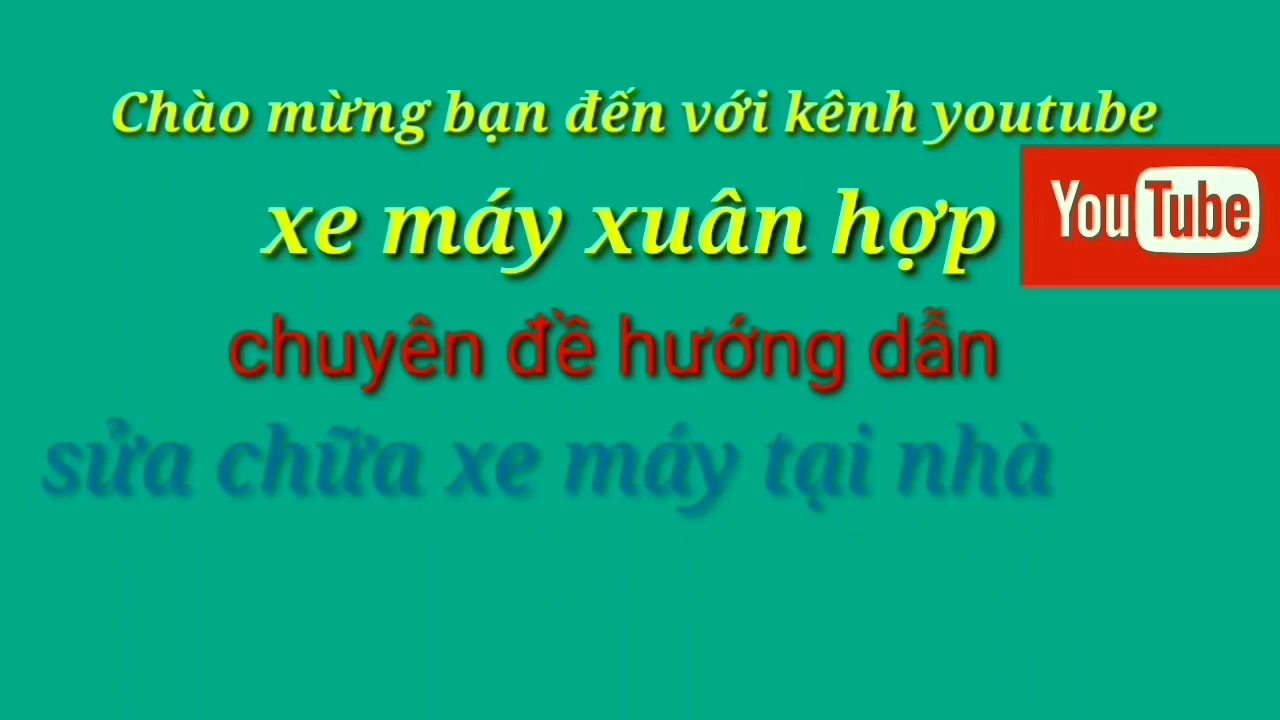 Chào mừng bạn đến với kênh youtube
xe máy xuân hợp
YouTube
chuyên đề hướng dẫn
sửa chữa xe máy tại nhà